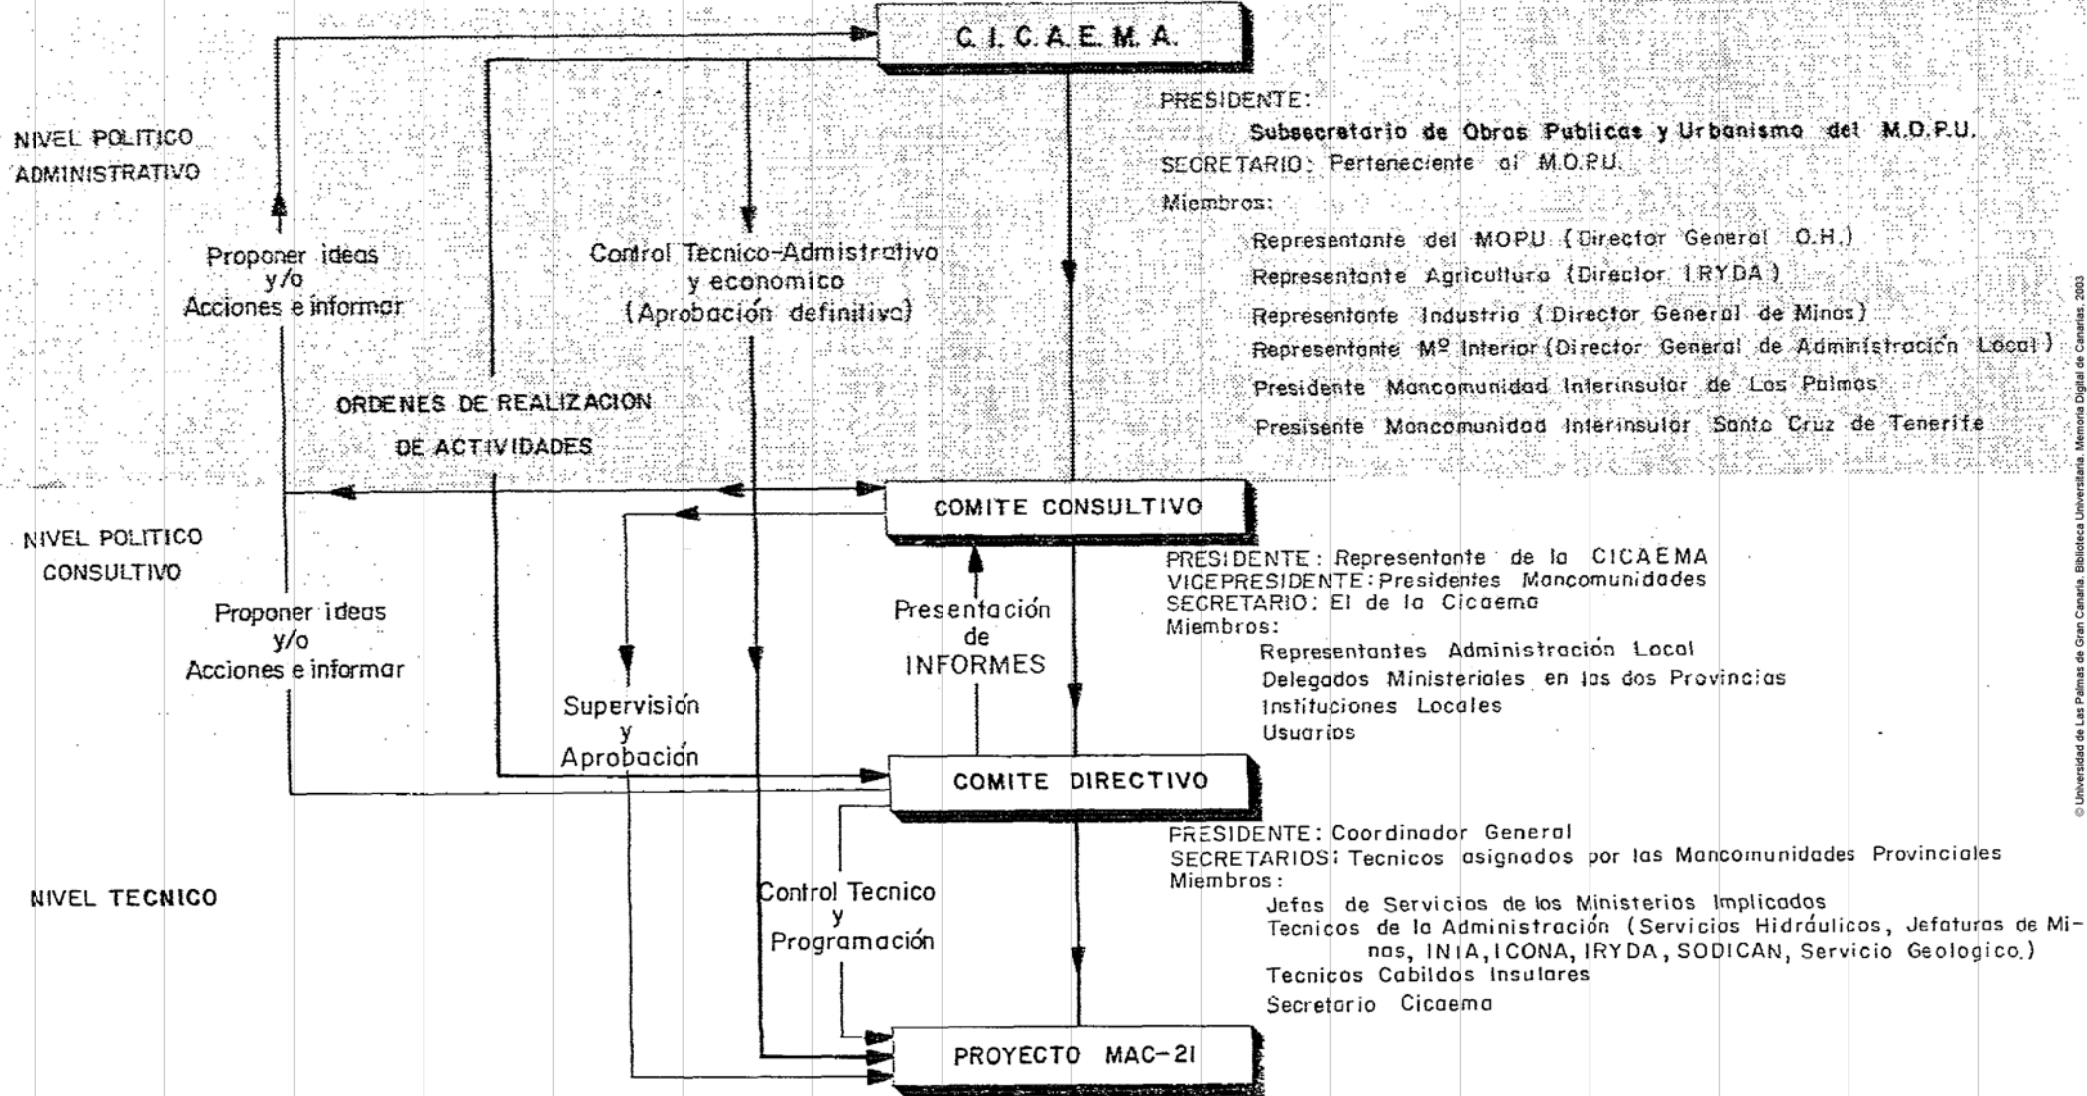 C. I. C. A. E. M. A.
NIVEL POLITICO
ADMINISTRATIVO
PRESIDENTE:
Subsecretario de Obras Publicas y Urbanismo del M.O.P.U.
SECRETARIO: Perteneciente al M.O.P.U.
Miembros:
Representante del MOPU (Director General O.H.)
Representante Agricultura (Director IRYDA)
Representante Industria (Director General de Minas)
Representante Mº Interior (Director General de Administración Local)
Presidente Mancomunidad Interinsular de Las Palmas
Presisente Mancomunidad Interinsular Santa Cruz de Tenerife
Proponer ideas
y/o
Acciones e informar
Control Tecnico-Admistrativo
y economico
(Aprobación definitiva)
ORDENES DE REALIZACION
DE ACTIVIDADES
NIVEL POLITICO
CONSULTIVO
COMITE CONSULTIVO
PRESIDENTE: Representante de la CICAEMA
VICEPRESIDENTE: Presidentes Mancomunidades
SECRETARIO: El de la Cicaema
Miembros:
Representantes Administración Local
Delegados Ministeriales en las dos Provincias
Instituciones Locales
Usuarios
Proponer ideas
y/o
Acciones e informar
Presentación
de
INFORMES
Supervisión
y
Aprobación
COMITE DIRECTIVO
NIVEL TECNICO
PRESIDENTE: Coordinador General
SECRETARIOS: Tecnicos asignados por las Mancomunidades Provinciales
Miembros:
Jefes de Servicios de los Ministerios Implicados
Tecnicos de la Administración (Servicios Hidráulicos, Jefaturas de Mi-
nas, INIA, ICONA, IRYDA, SODICAN, Servicio Geologico.)
Tecnicos Cabildos Insulares
Secretario Cicaema
Control Tecnico
y
Programación
PROYECTO MAC-21
© Universidad de Las Palmas de Gran Canaria. Biblioteca Universitaria. Memoria Digital de Canarias, 2003